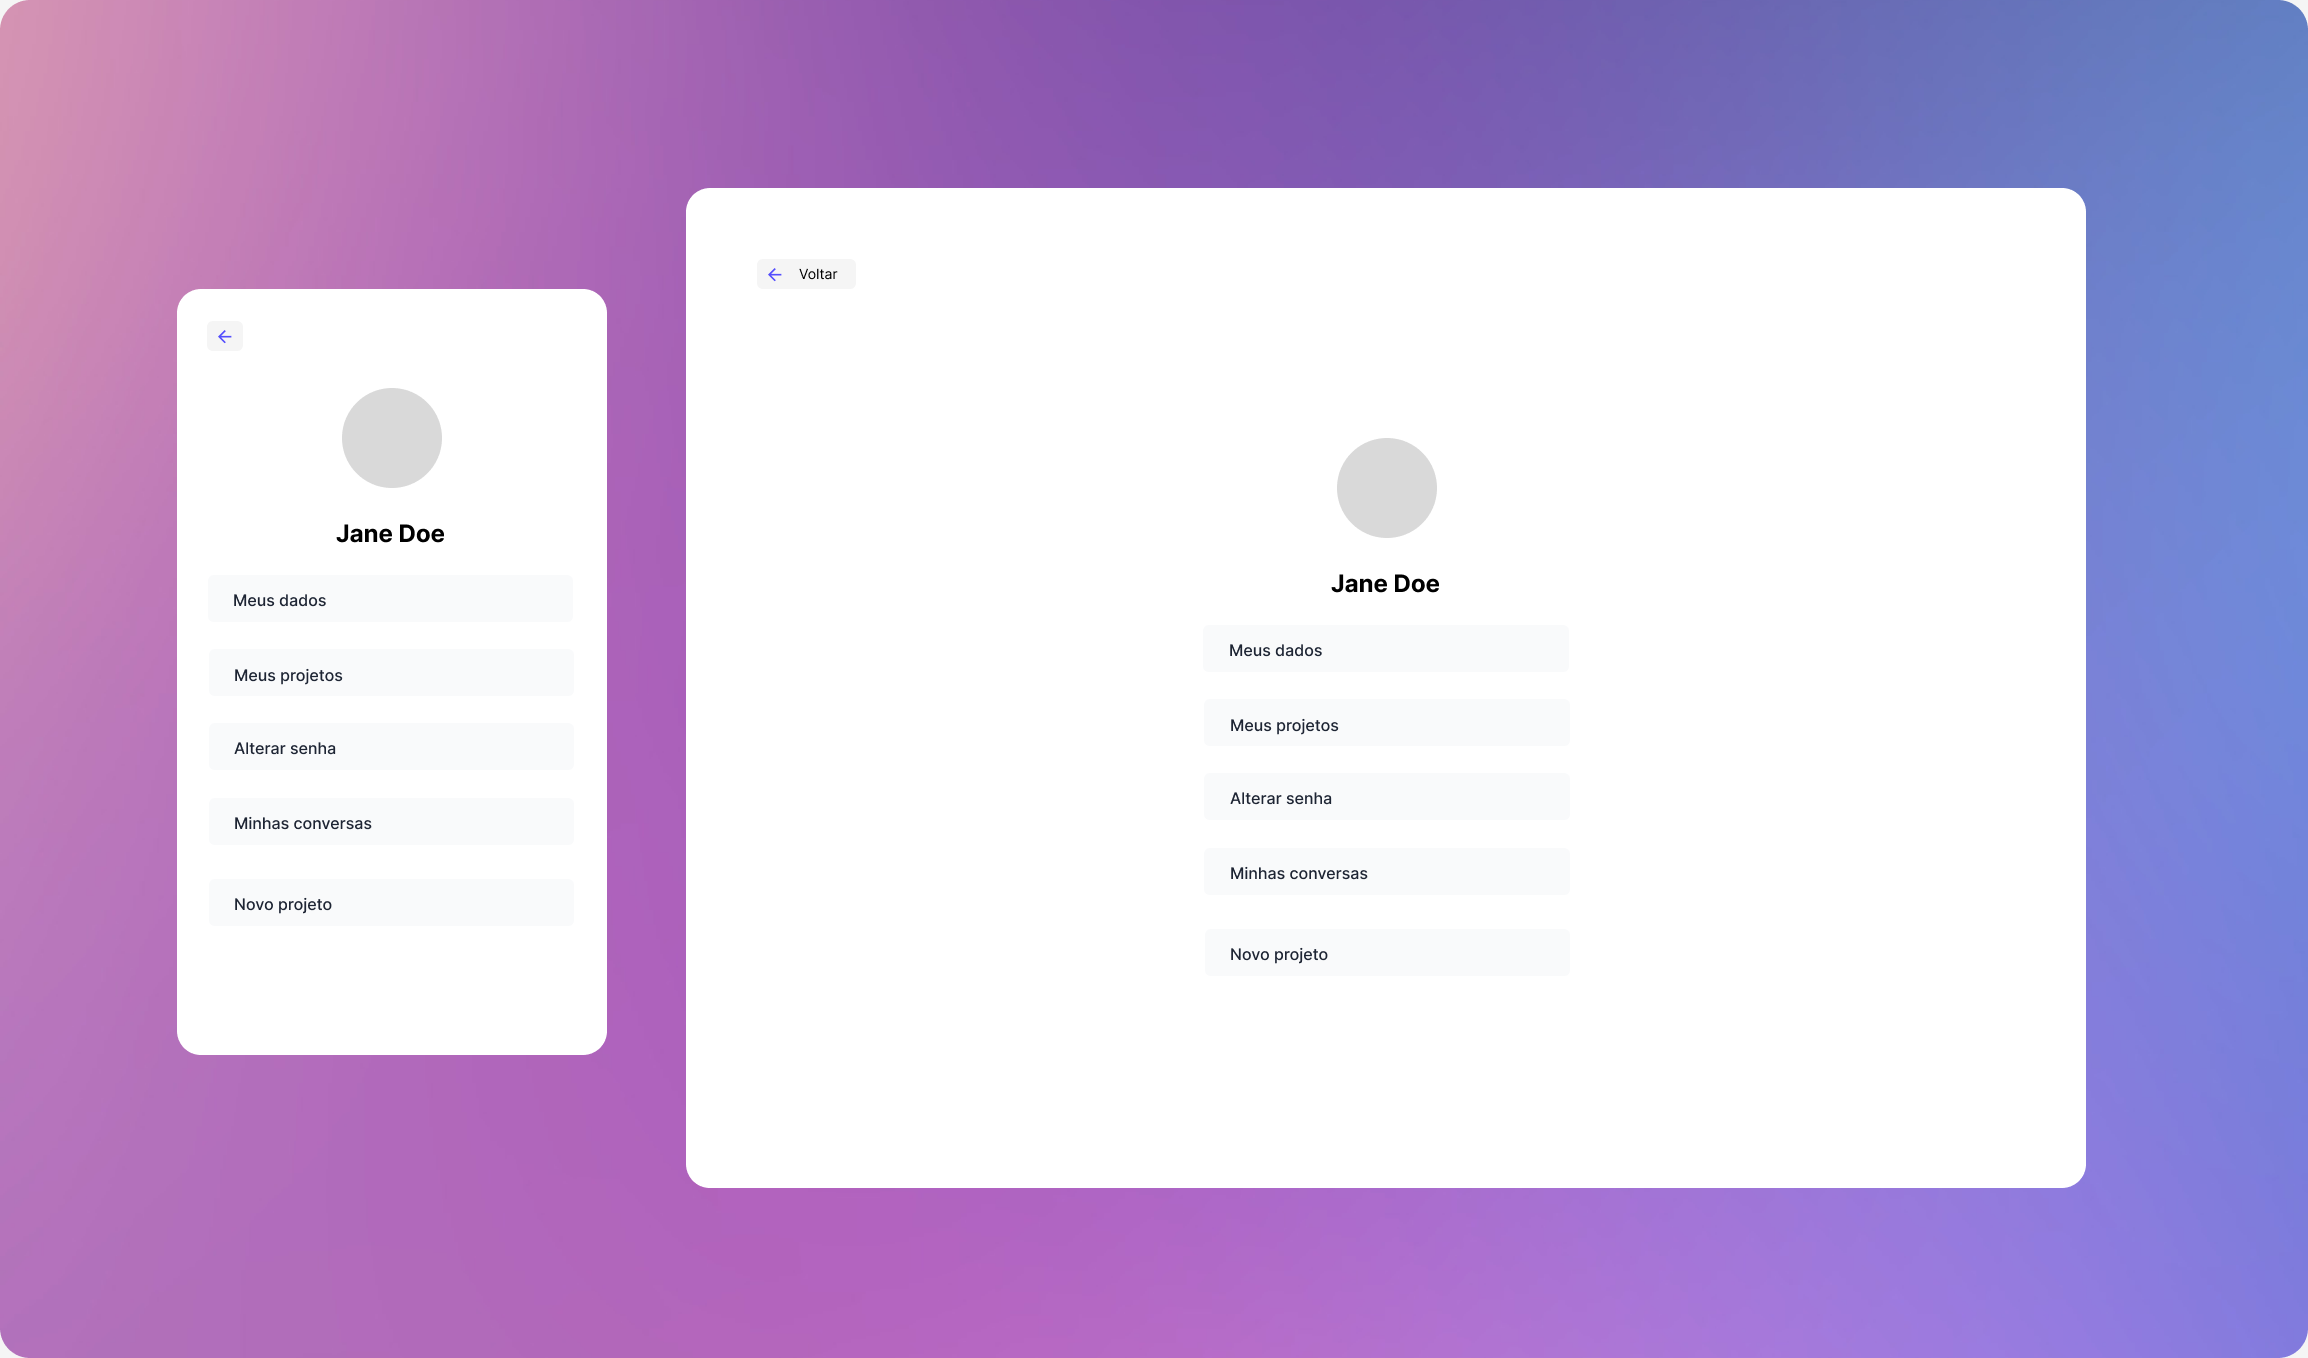 Jane Doe
Meus dados
Meus projetos
Alterar senha
Minhas conversas
Novo projeto
Voltar
Jane Doe
Meus dados
Meus projetos
Alterar senha
Minhas conversas
Novo projeto